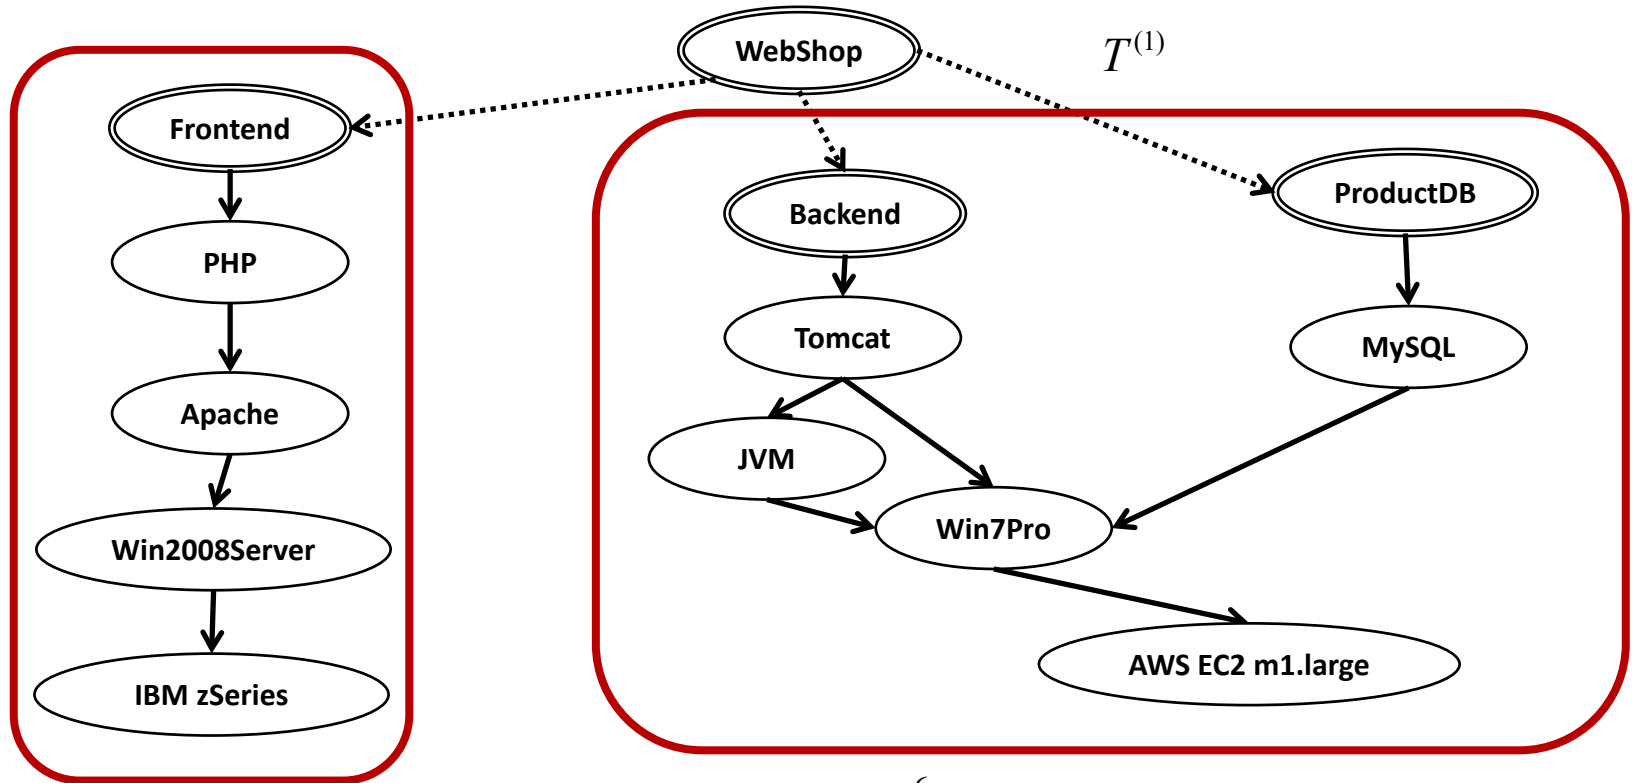 WebShop
T^(1)
Frontend
PHP
Apache
Win2008Server
IBM zSeries
Backend
Tomcat
JVM
Win7Pro
ProductDB
MySQL
AWS EC2 m1.large